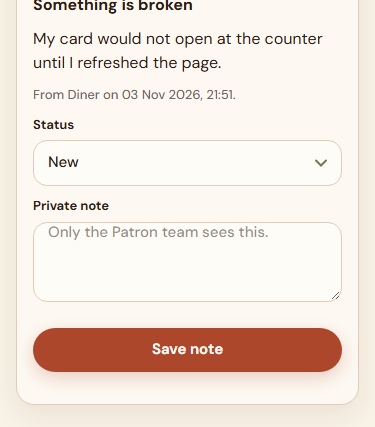 Something is broken
My card would not open at the counter
until I refreshed the page.
From Diner on 03 Nov 2026, 21:51.
Status
New
Private note
Only the Patron team sees this.
Save note